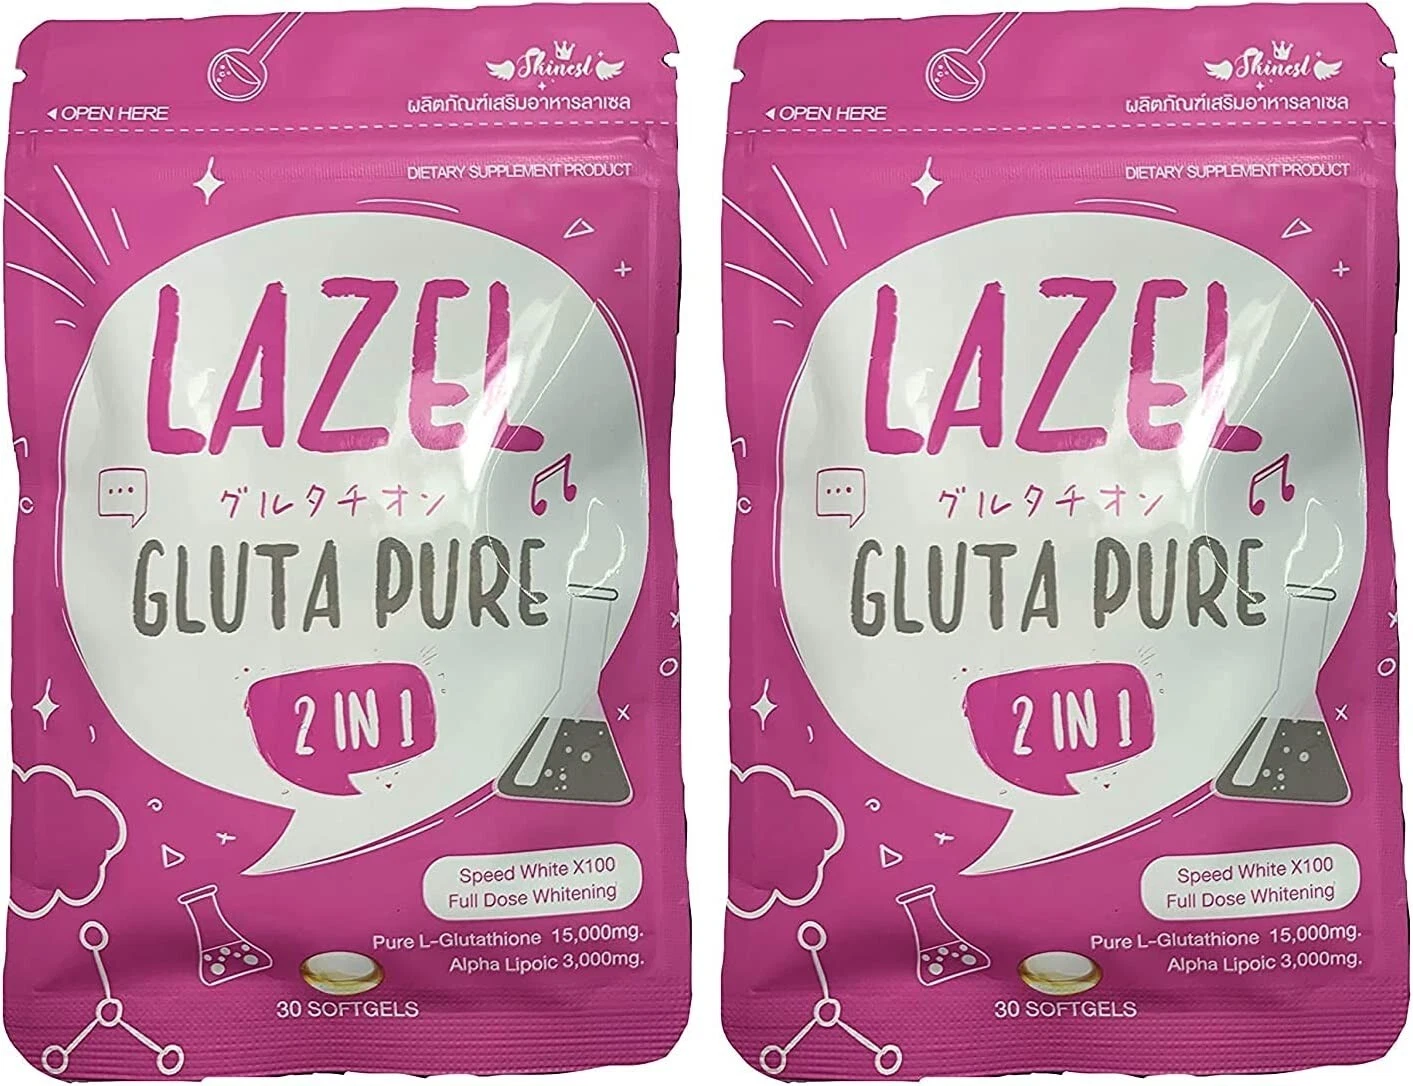 Skinest
ผลิตภัณฑ์เสริมอาหารลาเซล
OPEN HERE
DIETARY SUPPLEMENT PRODUCT
LAZEL
グルタチオン
GLUTA PURE
2 IN 1
Speed White X100
Full Dose Whitening
Pure L-Glutathione 15,000mg.
Alpha Lipoic 3,000mg.
30 SOFTGELS
Skinest
ผลิตภัณฑ์เสริมอาหารลาเซล
OPEN HERE
DIETARY SUPPLEMENT PRODUCT
LAZEL
グルタチオン
GLUTA PURE
2 IN 1
Speed White X100
Full Dose Whitening
Pure L-Glutathione 15,000mg.
Alpha Lipoic 3,000mg.
30 SOFTGELS